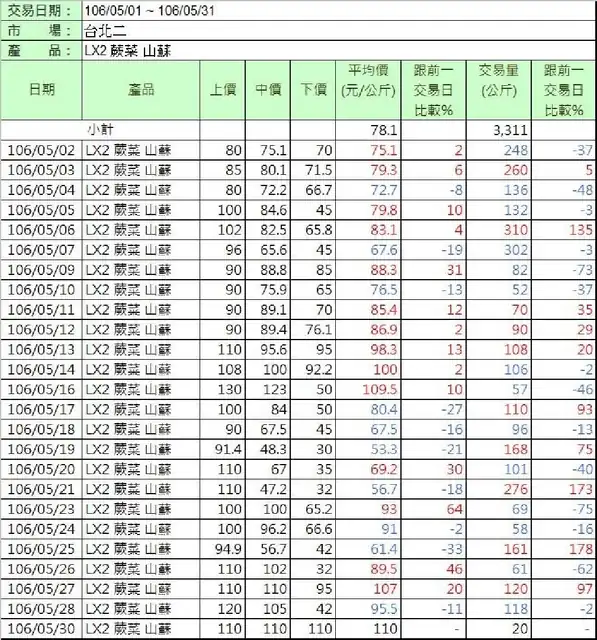 交易日期： 106/05/01 ~ 106/05/31
市　　場： 台北二
產　　品： LX2 蕨菜 山蘇
日期 產品 上價 中價 下價 平均價(元/公斤) 跟前一交易日比較% 交易量(公斤) 跟前一交易日比較%
小計 78.1 3,311
106/05/02 LX2 蕨菜 山蘇 80 75.1 70 75.1 2 248 -37
106/05/03 LX2 蕨菜 山蘇 85 80.1 71.5 79.3 6 260 5
106/05/04 LX2 蕨菜 山蘇 80 72.2 66.7 72.7 -8 136 -48
106/05/05 LX2 蕨菜 山蘇 100 84.6 45 79.8 10 132 -3
106/05/06 LX2 蕨菜 山蘇 102 82.5 65.8 83.1 4 310 135
106/05/07 LX2 蕨菜 山蘇 96 65.6 45 67.6 -19 302 -3
106/05/09 LX2 蕨菜 山蘇 90 88.8 85 88.3 31 82 -73
106/05/10 LX2 蕨菜 山蘇 90 75.9 65 76.5 -13 52 -37
106/05/11 LX2 蕨菜 山蘇 90 89.1 70 85.4 12 70 35
106/05/12 LX2 蕨菜 山蘇 90 89.4 76.1 86.9 2 90 29
106/05/13 LX2 蕨菜 山蘇 110 95.6 95 98.3 13 108 20
106/05/14 LX2 蕨菜 山蘇 108 100 92.2 100 2 106 -2
106/05/16 LX2 蕨菜 山蘇 130 123 50 109.5 10 57 -46
106/05/17 LX2 蕨菜 山蘇 100 84 50 80.4 -27 110 93
106/05/18 LX2 蕨菜 山蘇 90 67.5 45 67.5 -16 96 -13
106/05/19 LX2 蕨菜 山蘇 91.4 48.3 30 53.3 -21 168 75
106/05/20 LX2 蕨菜 山蘇 110 67 35 69.2 30 101 -40
106/05/21 LX2 蕨菜 山蘇 110 47.2 32 56.7 -18 276 173
106/05/23 LX2 蕨菜 山蘇 100 100 65.2 93 64 69 -75
106/05/24 LX2 蕨菜 山蘇 100 96.2 66.6 91 -2 58 -16
106/05/25 LX2 蕨菜 山蘇 94.9 56.7 42 61.4 -33 161 178
106/05/26 LX2 蕨菜 山蘇 110 102 32 89.5 46 61 -62
106/05/27 LX2 蕨菜 山蘇 110 110 95 107 20 120 97
106/05/28 LX2 蕨菜 山蘇 120 105 42 95.5 -11 118 -2
106/05/30 LX2 蕨菜 山蘇 110 110 110 110 - 20 -